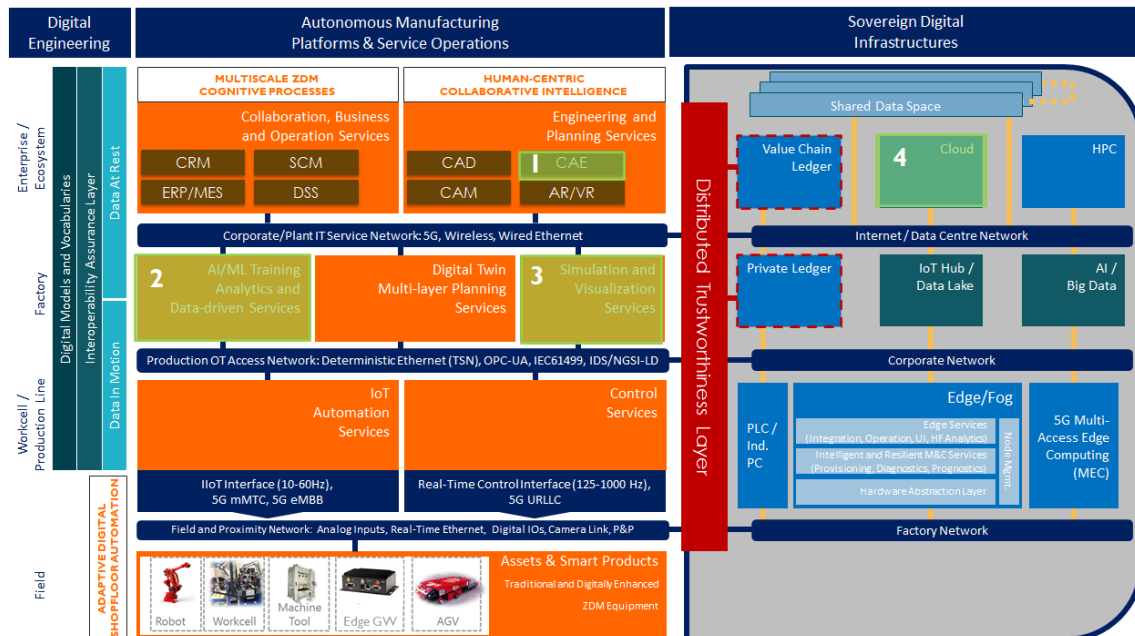 Digital
Engineering
Autonomous Manufacturing
Platforms & Service Operations
Sovereign Digital
Infrastructures
Enterprise /
Ecosystem
Factory
Workcell /
Production Line
Field
Digital Models and Vocabularies
Interoperability Assurance Layer
Data At Rest
Data In Motion
ADAPTIVE DIGITAL
SHOPFLOOR AUTOMATION
MULTISCALE ZDM
COGNITIVE PROCESSES
HUMAN-CENTRIC
COLLABORATIVE INTELLIGENCE
Collaboration, Business
and Operation Services
CRM
SCM
ERP/MES
DSS
Engineering and
Planning Services
CAD
1
CAE
CAM
AR/VR
Corporate/Plant IT Service Network: 5G, Wireless, Wired Ethernet
2
AI/ML Training
Analytics and
Data-driven Services
Digital Twin
Multi-layer Planning
Services
3
Simulation and
Visualization
Services
Production OT Access Network: Deterministic Ethernet (TSN), OPC-UA, IEC61499, IDS/NGSI-LD
IoT
Automation
Services
Control
Services
IIoT Interface (10-60Hz),
5G mMTC, 5G eMBB
Real-Time Control Interface (125-1000 Hz),
5G URLLC
Field and Proximity Network: Analog Inputs, Real-Time Ethernet, Digital IOs, Camera Link, P&P
Robot
Workcell
Machine
Tool
Edge GW
AGV
Assets & Smart Products
Traditional and Digitally Enhanced
ZDM Equipment
Distributed Trustworthiness Layer
Shared Data Space
Value Chain
Ledger
4
Cloud
HPC
Internet / Data Centre Network
Private Ledger
IoT Hub /
Data Lake
AI /
Big Data
Corporate Network
PLC /
Ind.
PC
Edge/Fog
Edge Services
(Integration, Operation, UI, HF Analytics)
Intelligent and Resilient M&C Services
(Provisioning, Diagnostics, Prognostics)
Hardware Abstraction Layer
Node Mgmt.
5G Multi-
Access Edge
Computing
(MEC)
Factory Network